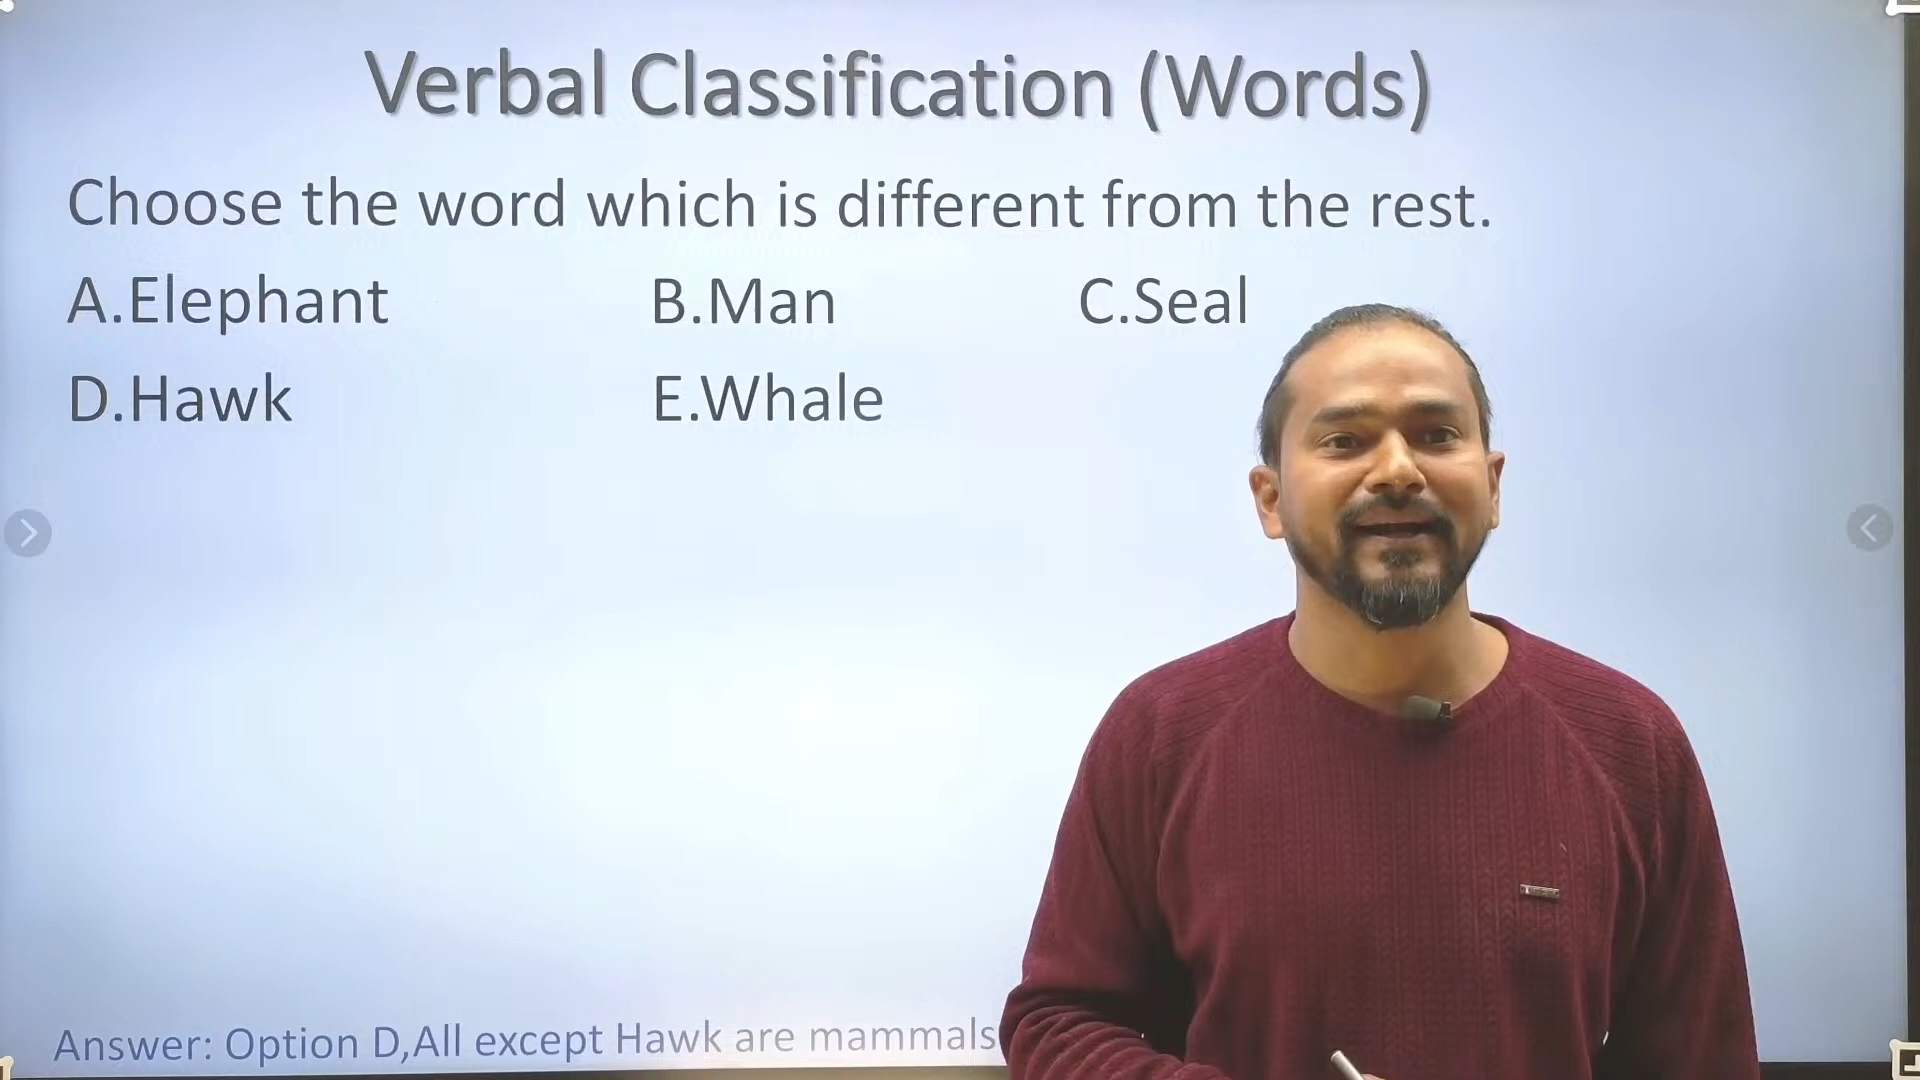 Verbal Classification (Words)
Choose the word which is different from the rest.
A.Elephant B.Man C.Seal
D.Hawk E.Whale
Answer: Option D,All except Hawk are mammals